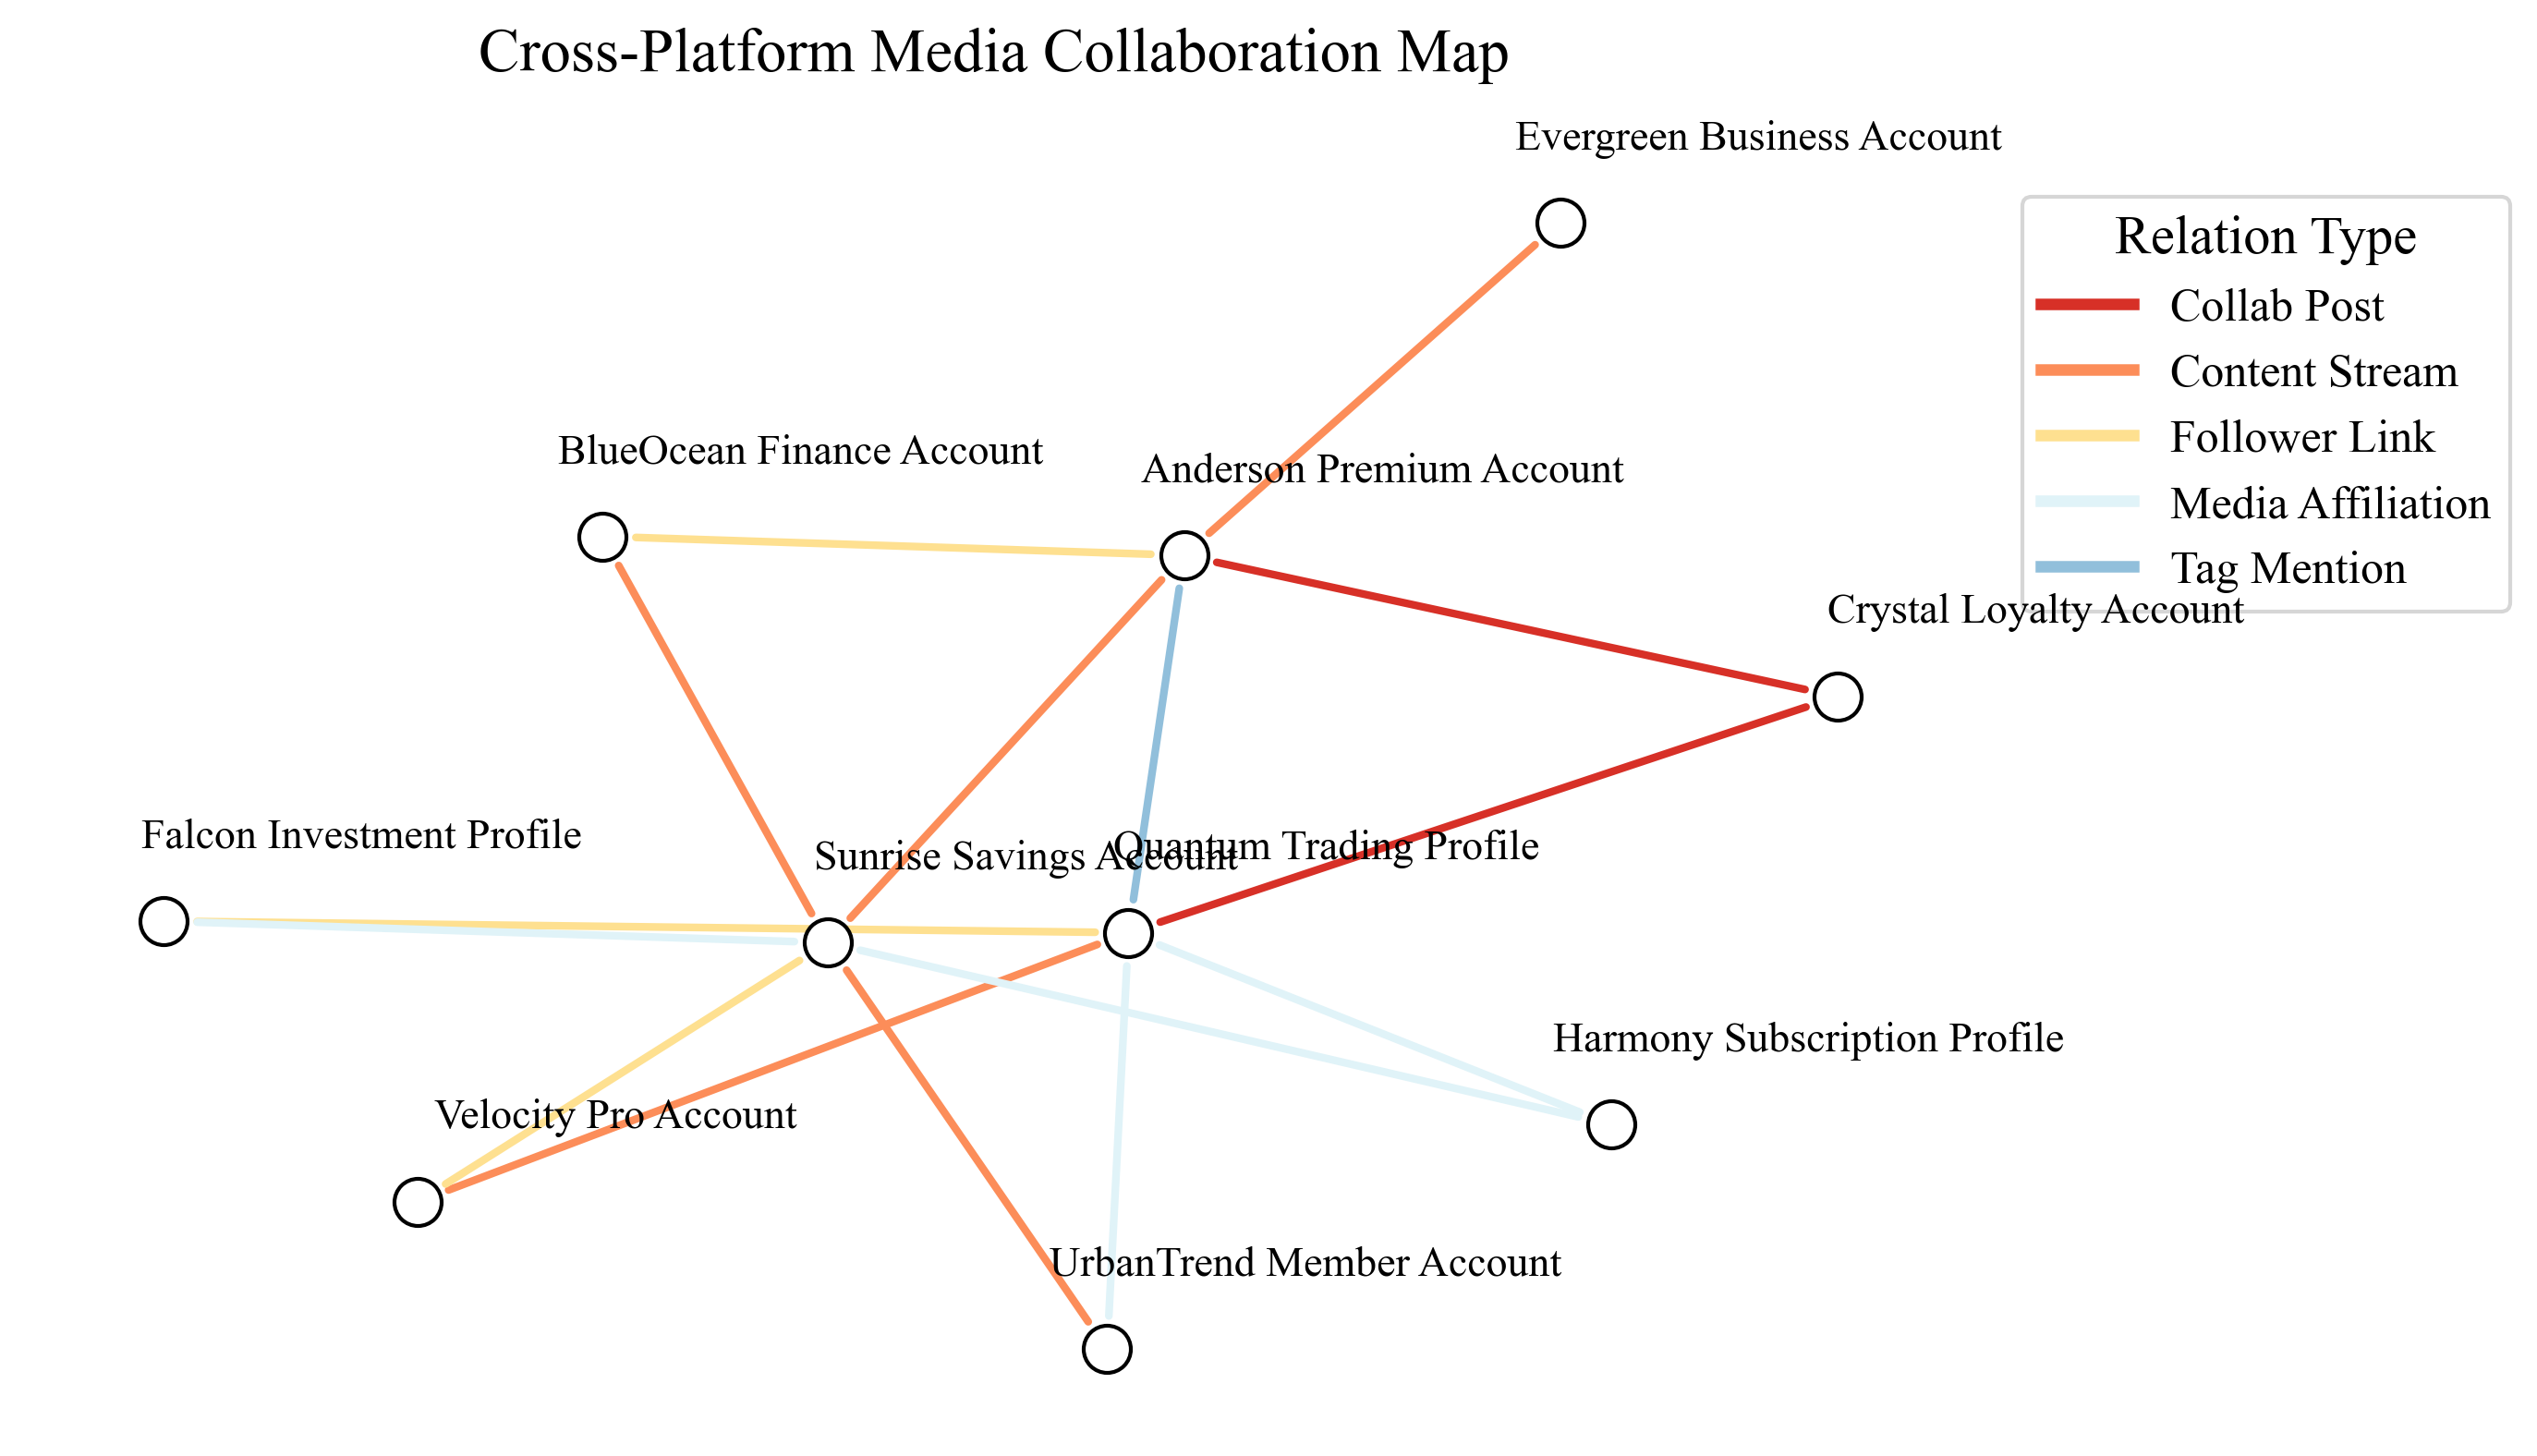 Cross-Platform Media Collaboration Map
Evergreen Business Account
Relation Type
Collab Post
Content Stream
Follower Link
Media Affiliation
Tag Mention
BlueOcean Finance Account
Anderson Premium Account
Crystal Loyalty Account
Falcon Investment Profile
Sunrise Savings Account
Quantum Trading Profile
Harmony Subscription Profile
Velocity Pro Account
UrbanTrend Member Account